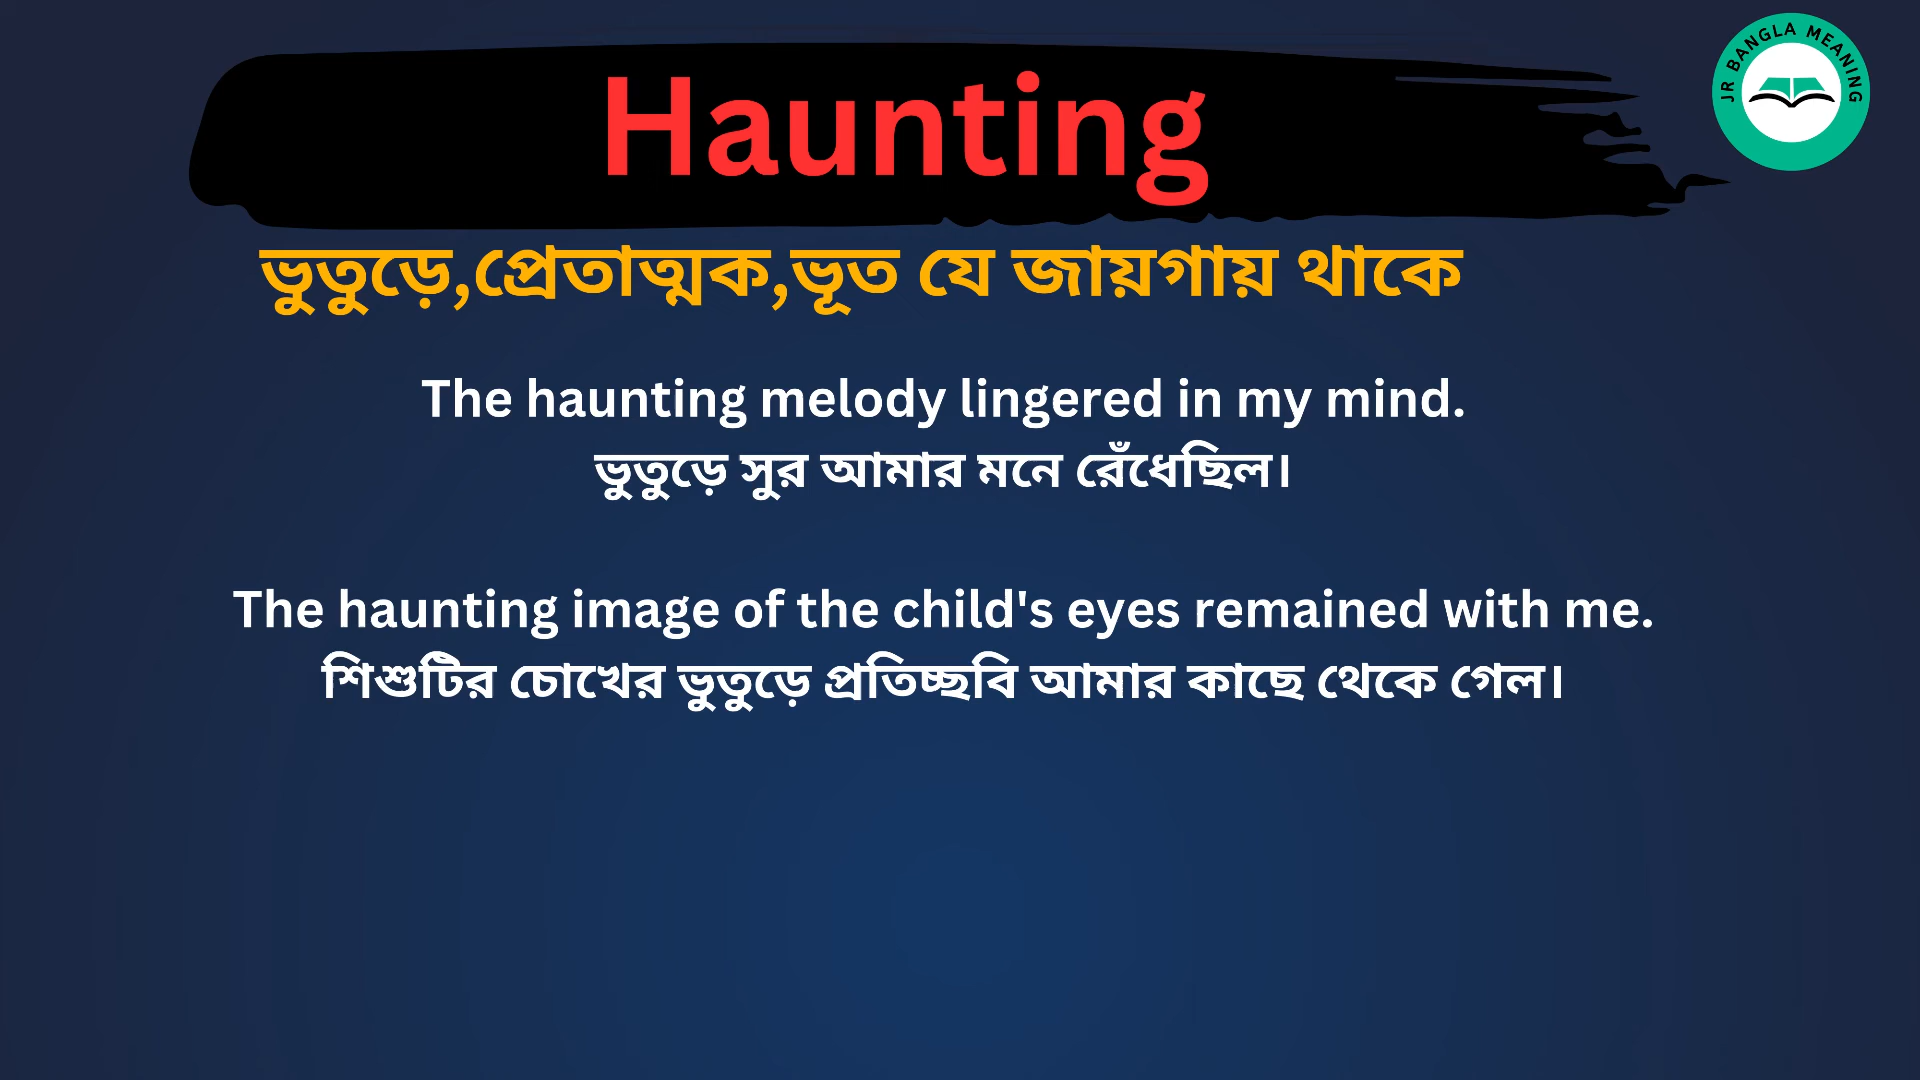 JR BANGLA MEANING
Haunting
ভুতুড়ে,প্রেতাত্মক,ভূত যে জায়গায় থাকে
The haunting melody lingered in my mind.
ভুতুড়ে সুর আমার মনে রেঁধেছিল।
The haunting image of the child's eyes remained with me.
শিশুটির চোখের ভুতুড়ে প্রতিচ্ছবি আমার কাছে থেকে গেল।